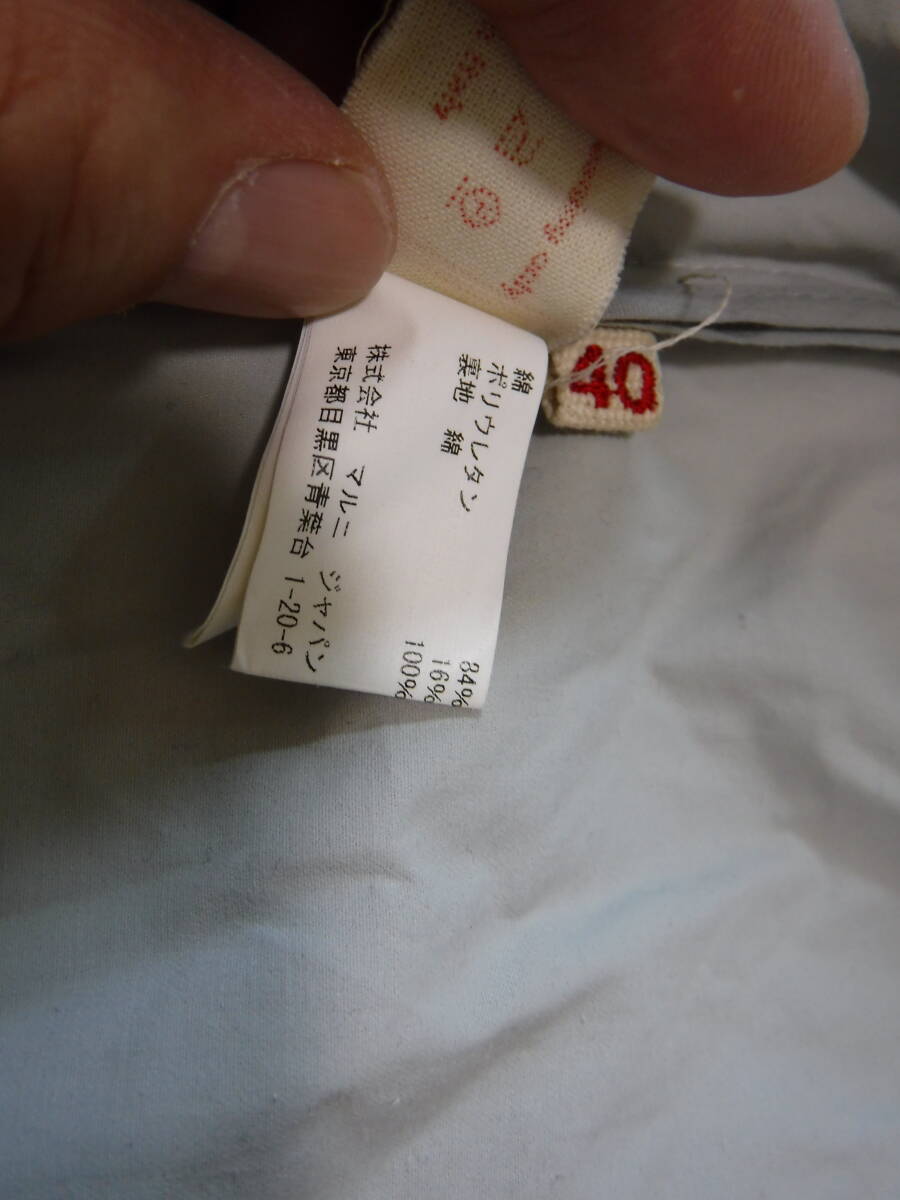 綿 84%
ポリウレタン 16%
裏地 綿 100%
株式会社 マルニ ジャパン
東京都目黒区青葉台 1-20-6
40